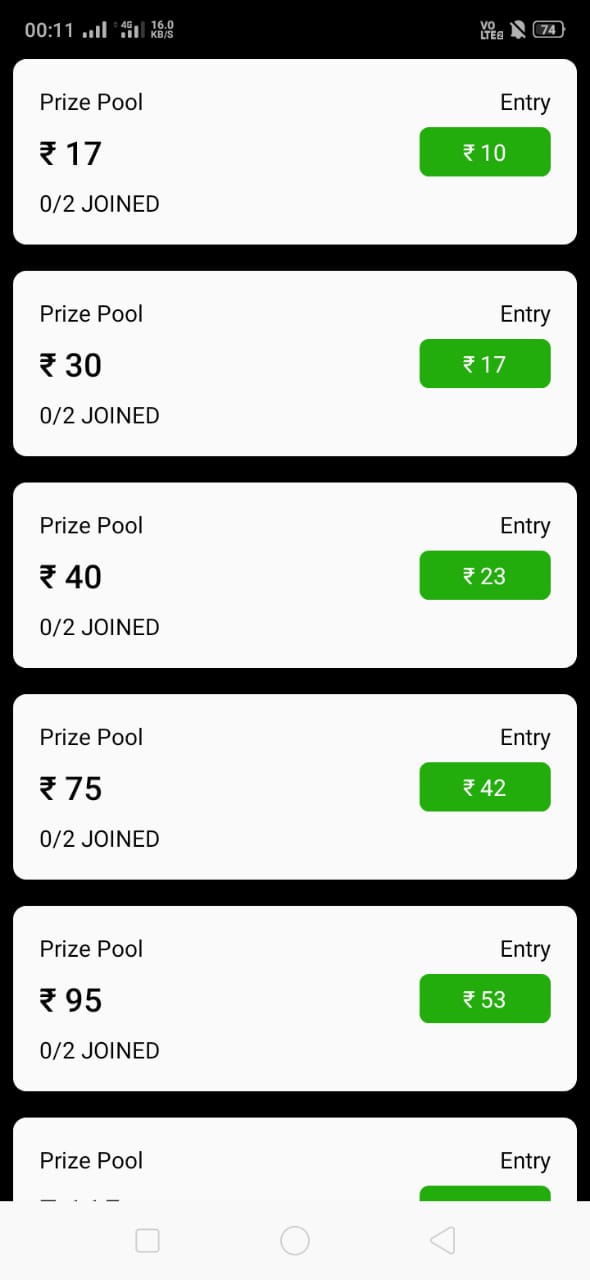 00:11 4G 16.0 KB/S VO LTE 74
Prize Pool Entry
₹ 17 ₹ 10
0/2 JOINED
Prize Pool Entry
₹ 30 ₹ 17
0/2 JOINED
Prize Pool Entry
₹ 40 ₹ 23
0/2 JOINED
Prize Pool Entry
₹ 75 ₹ 42
0/2 JOINED
Prize Pool Entry
₹ 95 ₹ 53
0/2 JOINED
Prize Pool Entry